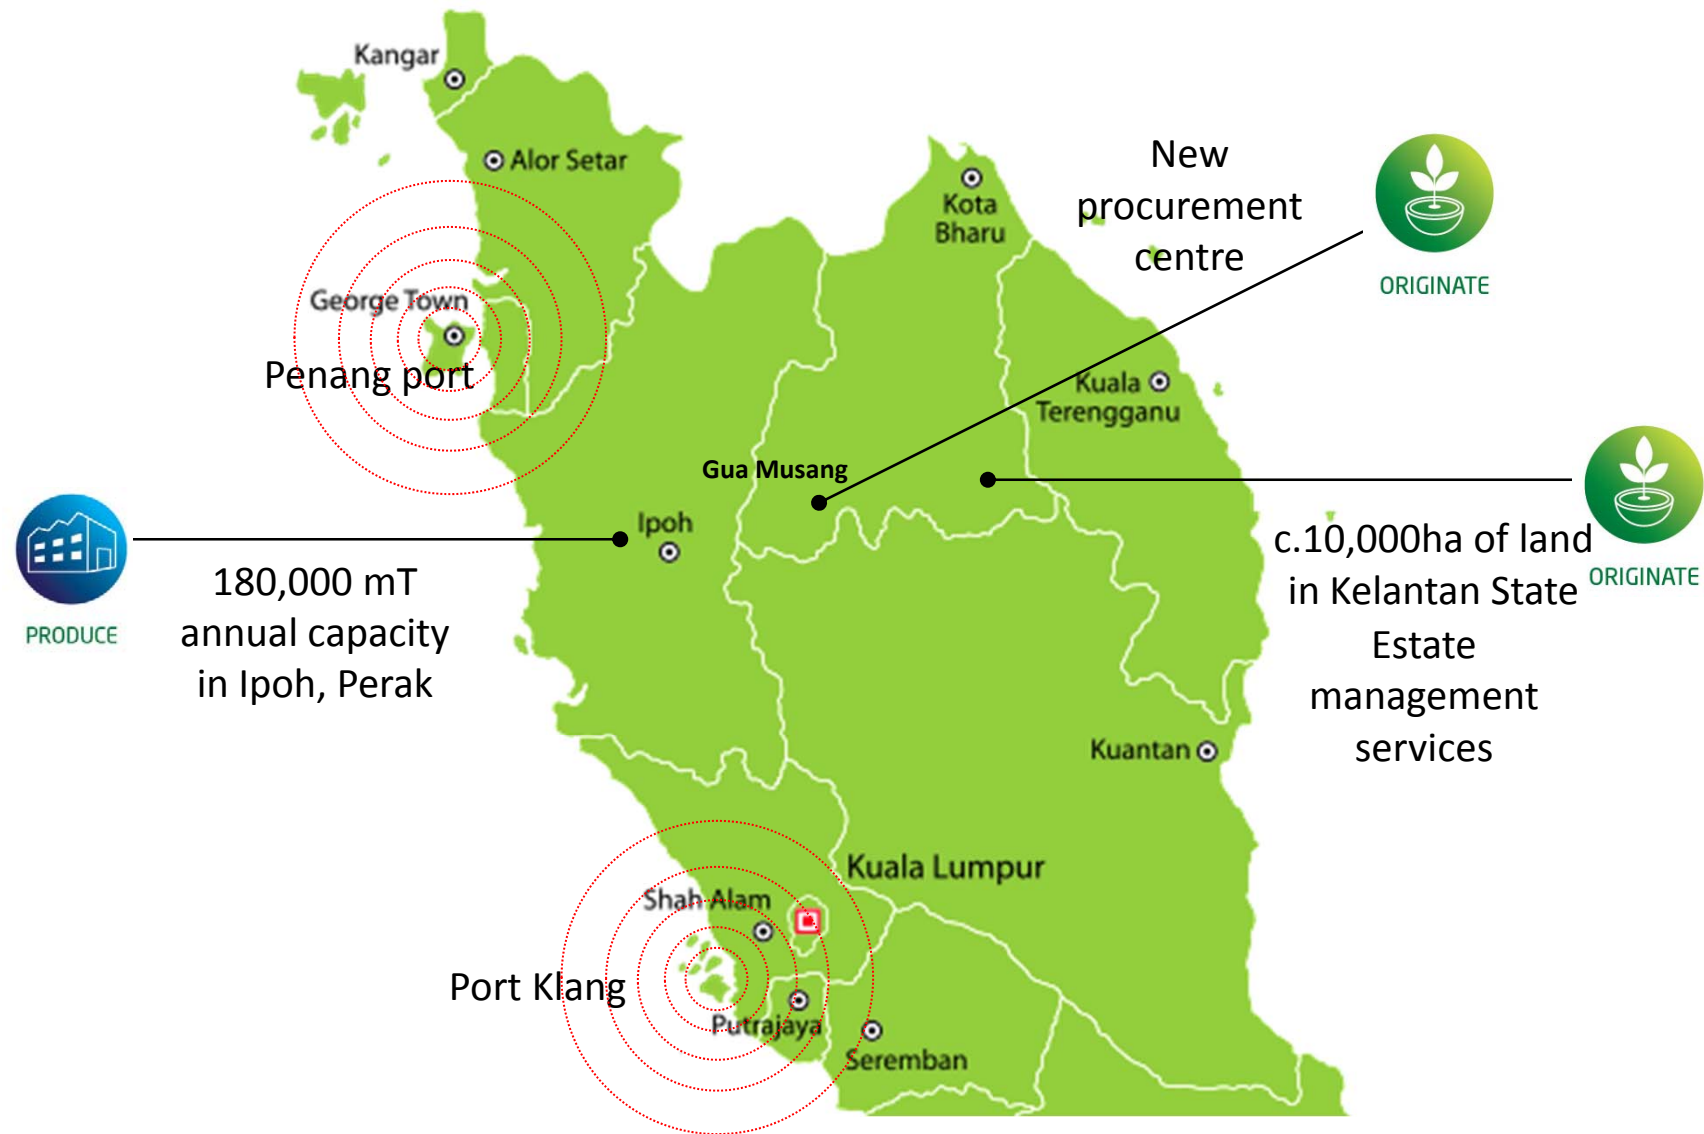 Kangar
Alor Setar
New
procurement
centre
ORIGINATE
Kota
Bharu
George Town
Penang port
Kuala
Terengganu
Gua Musang
Ipoh
PRODUCE
180,000 mT
annual capacity
in Ipoh, Perak
c.10,000ha of land
in Kelantan State
Estate
management
services
ORIGINATE
Kuantan
Kuala Lumpur
Shah Alam
Port Klang
Putrajaya
Seremban